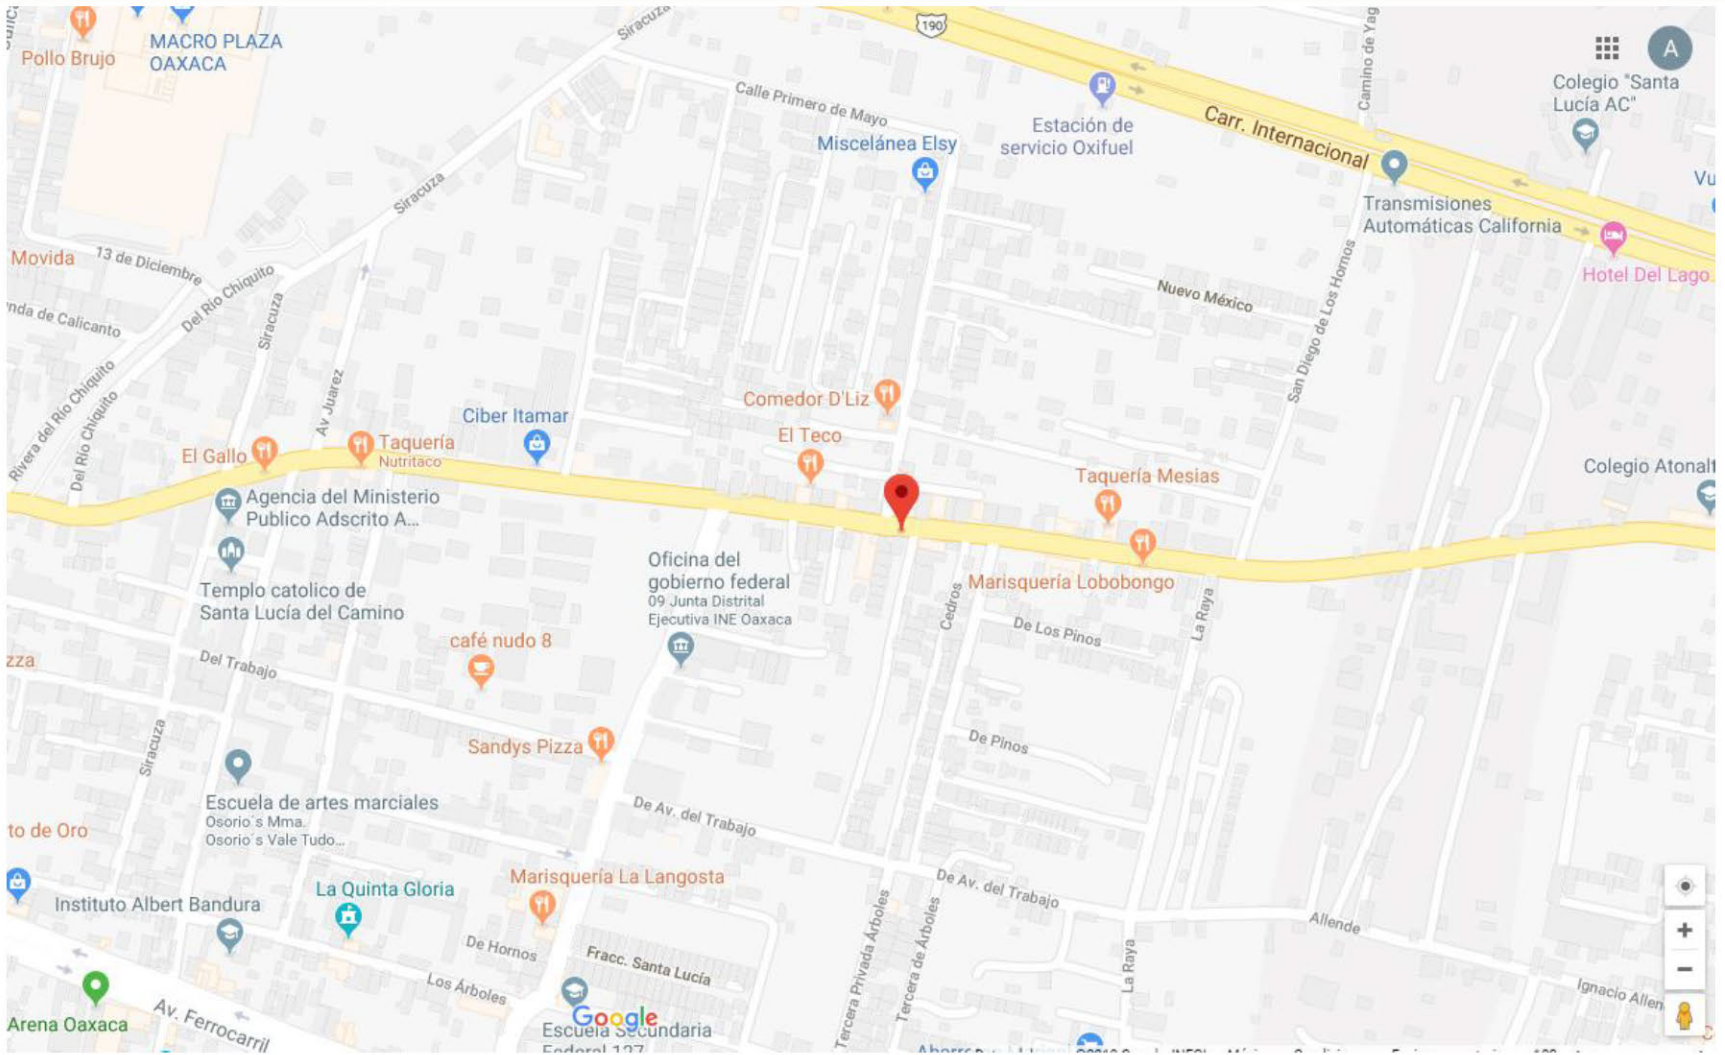 Siracuza
190
MACRO PLAZA
OAXACA
Pollo Brujo
A
Camino de Yag
Colegio "Santa
Lucía AC"
Calle Primero de Mayo
Estación de
servicio Oxifuel
Carr. Internacional
Miscelánea Elsy
Siracuza
Vu
Transmisiones
Automáticas California
Movida
13 de Diciembre
Hotel Del Lago
Del Río Chiquito
Nuevo México
nda de Calicanto
Siracuza
San Diego de Los Hornos
Rivera del Río Chiquito
Del Río Chiquito
Av Juarez
Comedor D'Liz
Ciber Itamar
El Teco
El Gallo
Taquería
Nutritaco
Taquería Mesias
Colegio Atonalt
Agencia del Ministerio
Publico Adscrito A...
Oficina del
gobierno federal
09 Junta Distrital
Ejecutiva INE Oaxaca
Templo catolico de
Santa Lucía del Camino
Marisquería Lobobongo
Cedros
La Raya
De Los Pinos
café nudo 8
zza
Del Trabajo
Siracuza
Sandys Pizza
De Pinos
Escuela de artes marciales
Osorio´s Mma.
Osorio´s Vale Tudo...
De Av. del Trabajo
to de Oro
Marisquería La Langosta
De Av. del Trabajo
La Quinta Gloria
Instituto Albert Bandura
Allende
De Hornos
Fracc. Santa Lucía
Tercera Privada Árboles
Tercera de Árboles
La Raya
Los Árboles
Ignacio Allen
Av. Ferrocarril
Arena Oaxaca
Google
Escuela Secundaria
Federal 127